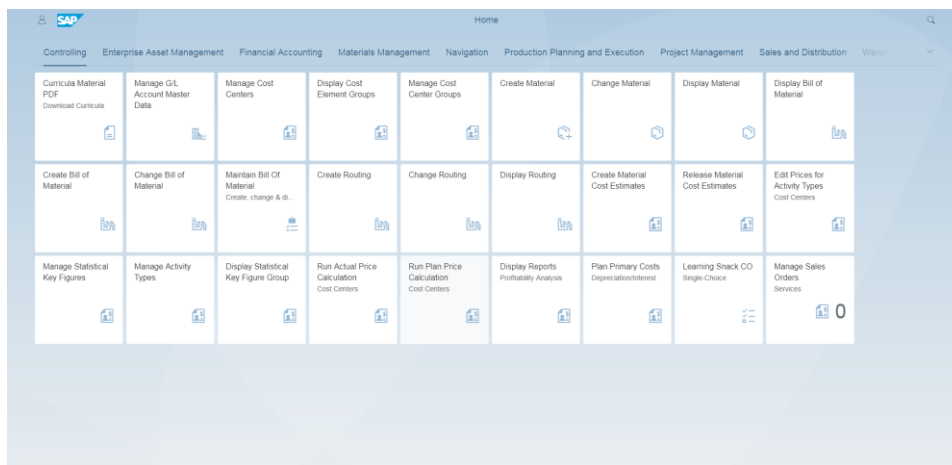 SAP
Home
Controlling Enterprise Asset Management Financial Accounting Materials Management Navigation Production Planning and Execution Project Management Sales and Distribution
Curricula Material
PDF
Download Curricula
Manage G/L
Account Master
Data
Manage Cost
Centers
Display Cost
Element Groups
Manage Cost
Center Groups
Create Material
Change Material
Display Material
Display Bill of
Material
Create Bill of
Material
Change Bill of
Material
Maintain Bill Of
Material
Create, change & di...
Create Routing
Change Routing
Display Routing
Create Material
Cost Estimates
Release Material
Cost Estimates
Edit Prices for
Activity Types
Cost Centers
Manage Statistical
Key Figures
Manage Activity
Types
Display Statistical
Key Figure Group
Run Actual Price
Calculation
Cost Centers
Run Plan Price
Calculation
Cost Centers
Display Reports
Profitability Analysis
Plan Primary Costs
Depreciation/Interest
Learning Snack CO
Single-Choice
Manage Sales
Orders
Services
0